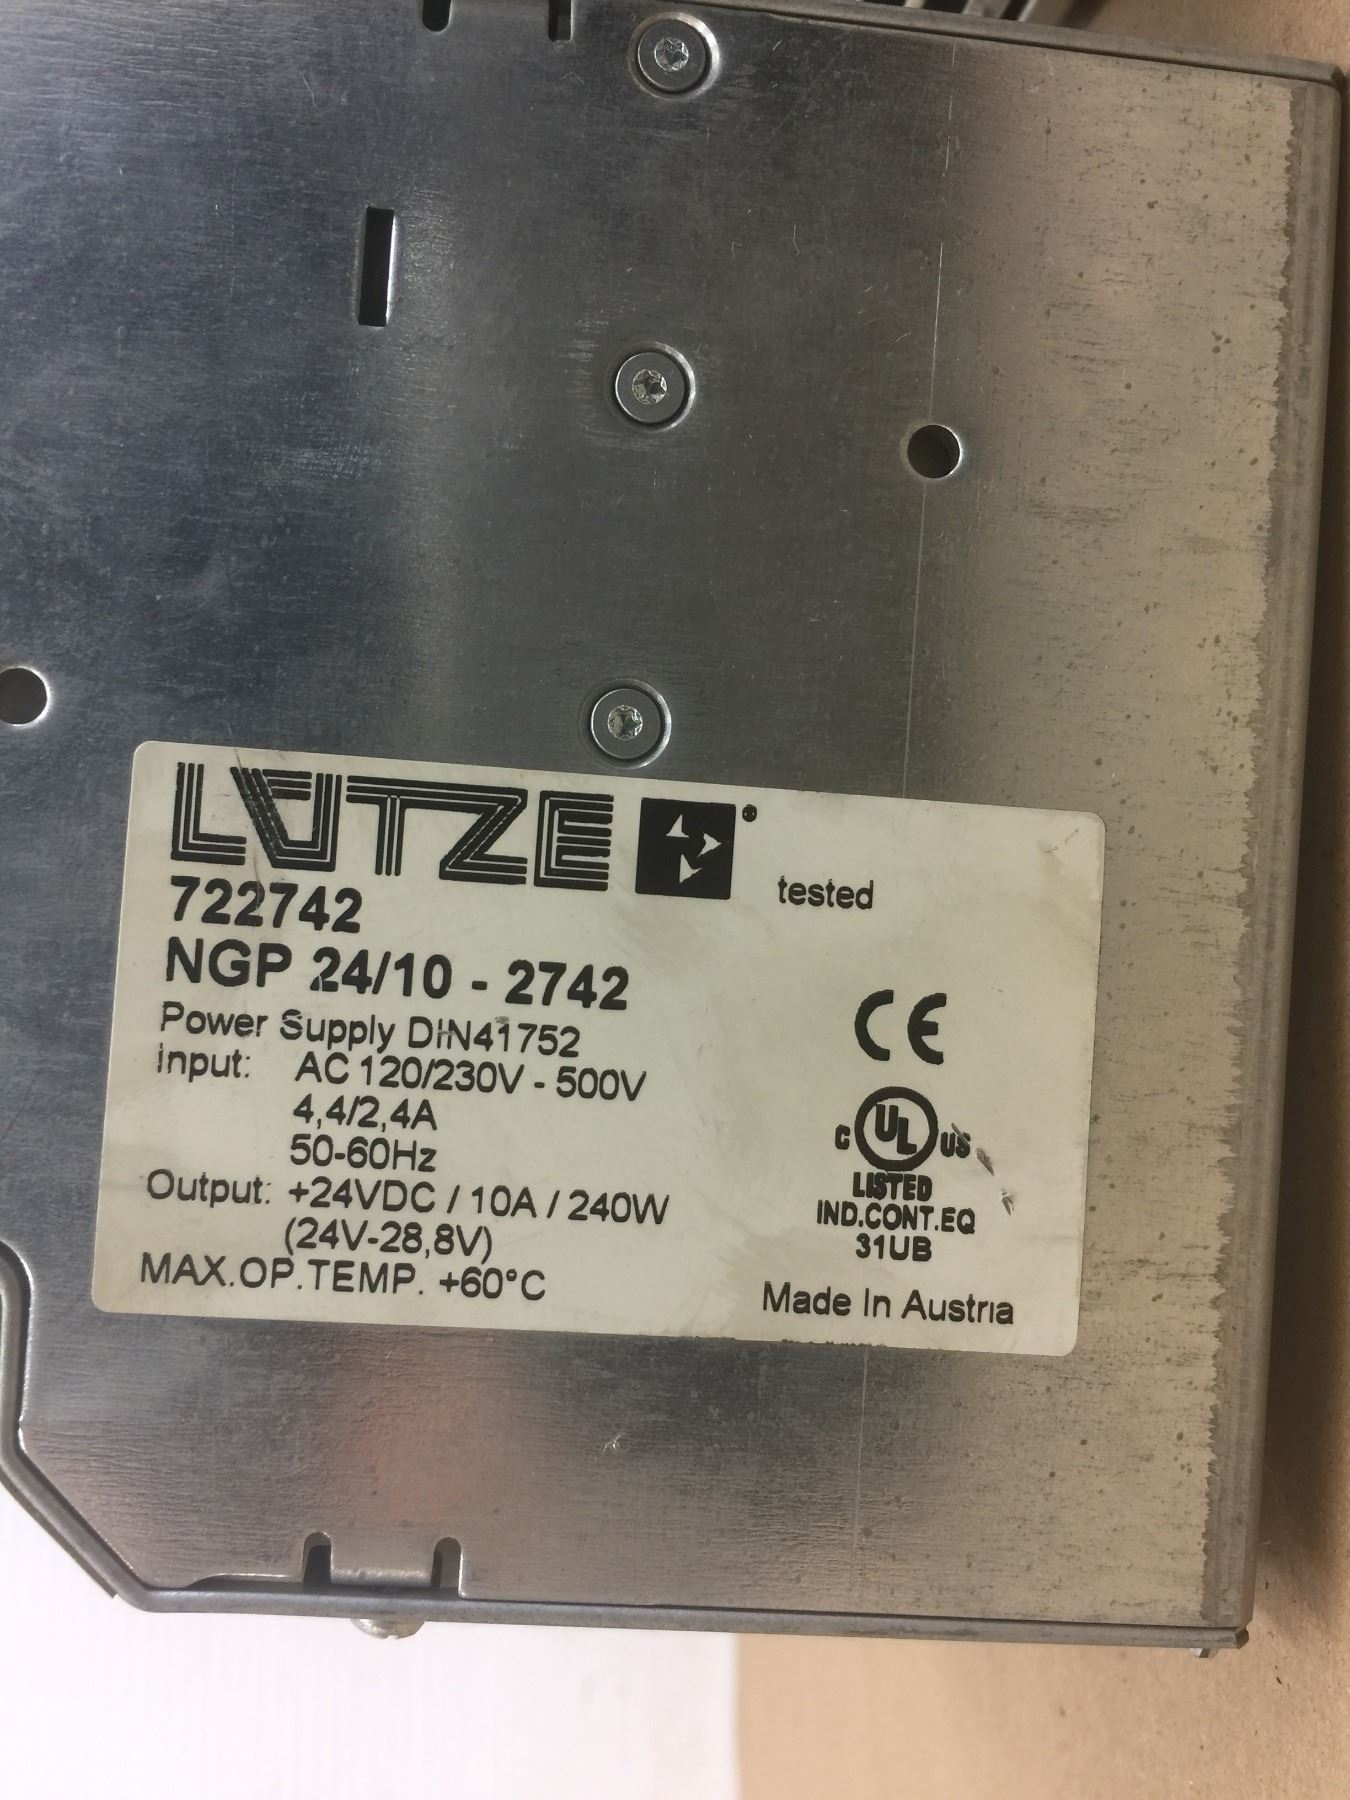 LÜTZE ®
tested
722742
NGP 24/10 - 2742
Power Supply DIN41752
Input: AC 120/230V - 500V
4,4/2,4A
50-60Hz
Output: +24VDC / 10A / 240W
(24V-28,8V)
MAX.OP.TEMP. +60°C
CE
C UL US
LISTED
IND.CONT.EQ
31UB
Made In Austria